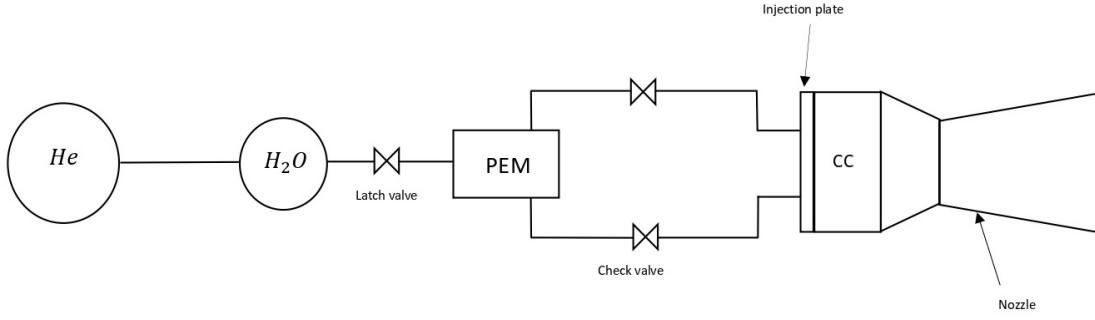 Injection plate
He
H₂O
Latch valve
PEM
CC
Check valve
Nozzle